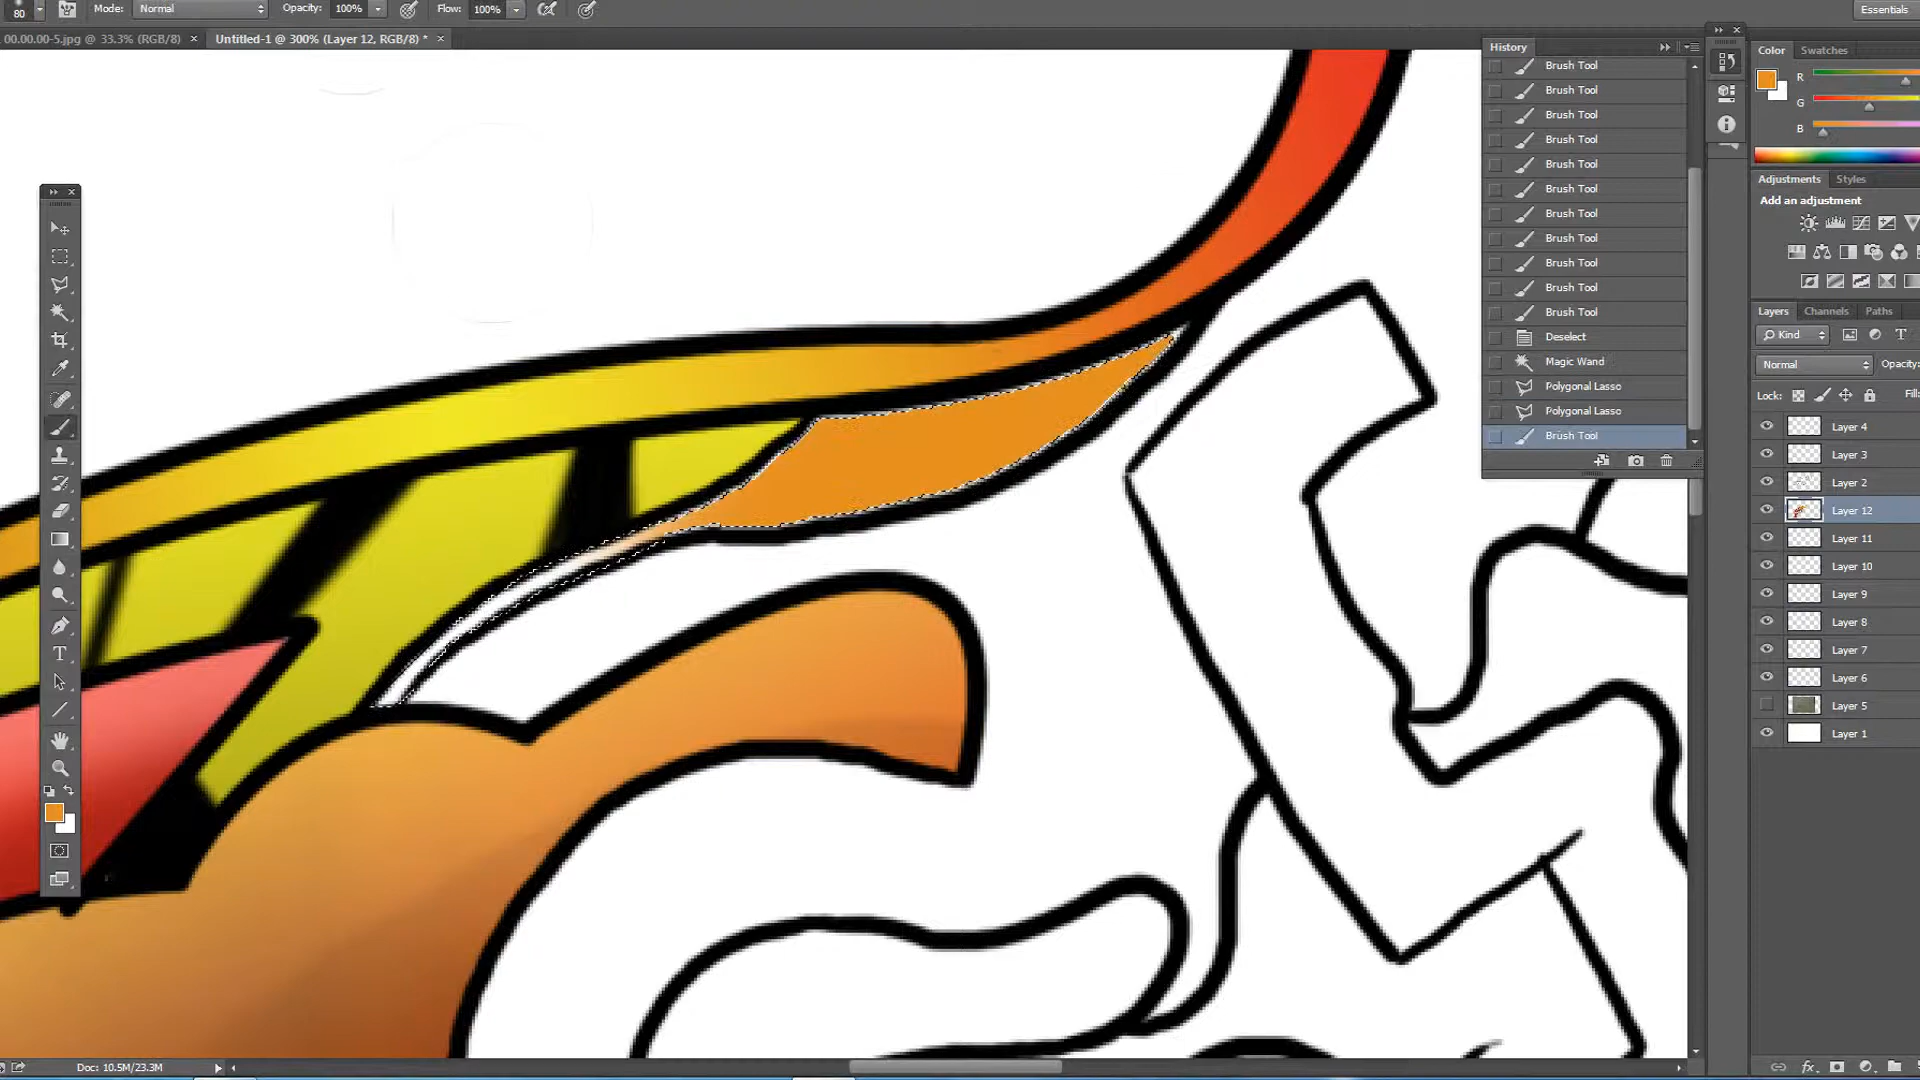 80 Mode: Normal Opacity: 100% Flow: 100% Essentials
00.00.00-5.jpg @ 33.3% (RGB/8) × Untitled-1 @ 300% (Layer 12, RGB/8) * ×
History
Brush Tool
Brush Tool
Brush Tool
Brush Tool
Brush Tool
Brush Tool
Brush Tool
Brush Tool
Brush Tool
Brush Tool
Brush Tool
Deselect
Magic Wand
Polygonal Lasso
Polygonal Lasso
Brush Tool
Color Swatches
R
G
B
Adjustments Styles
Add an adjustment
Layers Channels Paths
Kind
Normal Opacity:
Lock: Fill:
Layer 4
Layer 3
Layer 2
Layer 12
Layer 11
Layer 10
Layer 9
Layer 8
Layer 7
Layer 6
Layer 5
Layer 1
Doc: 10.5M/23.3M